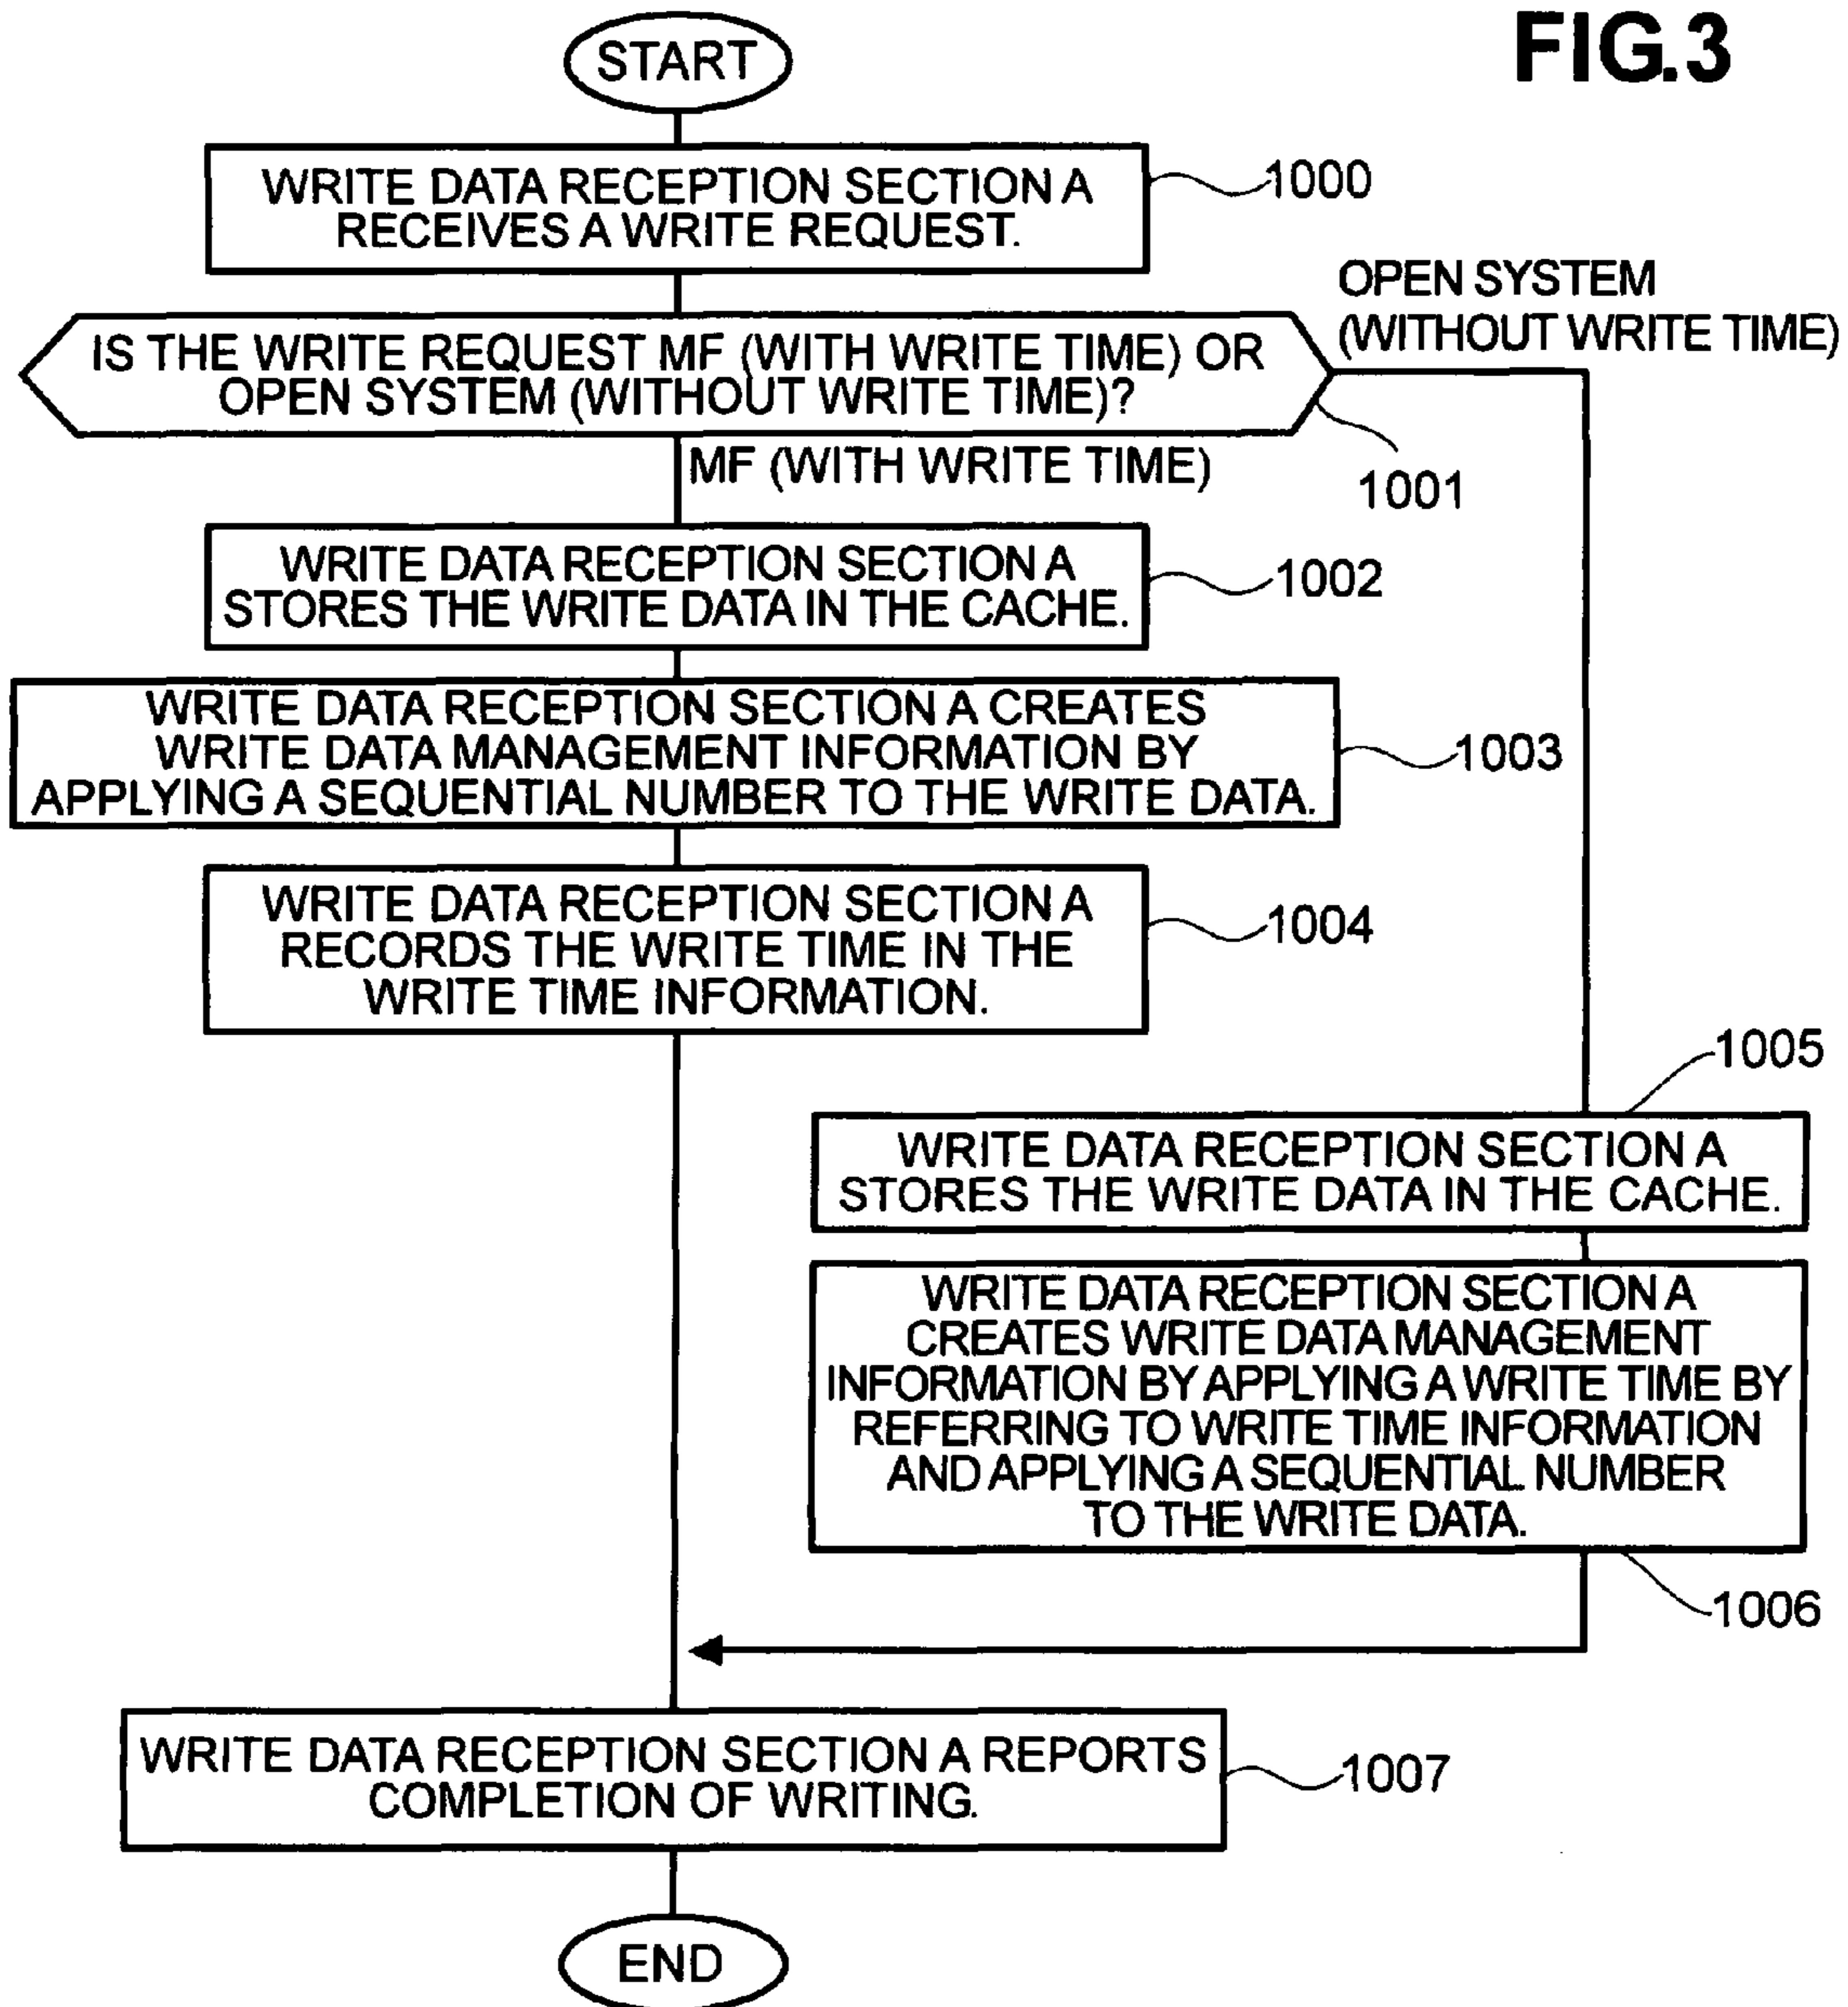 FIG.3
START
WRITE DATA RECEPTION SECTION A
RECEIVES A WRITE REQUEST.
1000
IS THE WRITE REQUEST MF (WITH WRITE TIME) OR
OPEN SYSTEM (WITHOUT WRITE TIME)?
OPEN SYSTEM
(WITHOUT WRITE TIME)
1001
MF (WITH WRITE TIME)
WRITE DATA RECEPTION SECTION A
STORES THE WRITE DATA IN THE CACHE.
1002
WRITE DATA RECEPTION SECTION A CREATES
WRITE DATA MANAGEMENT INFORMATION BY
APPLYING A SEQUENTIAL NUMBER TO THE WRITE DATA.
1003
WRITE DATA RECEPTION SECTION A
RECORDS THE WRITE TIME IN THE
WRITE TIME INFORMATION.
1004
1005
WRITE DATA RECEPTION SECTION A
STORES THE WRITE DATA IN THE CACHE.
WRITE DATA RECEPTION SECTION A
CREATES WRITE DATA MANAGEMENT
INFORMATION BY APPLYING A WRITE TIME BY
REFERRING TO WRITE TIME INFORMATION
AND APPLYING A SEQUENTIAL NUMBER
TO THE WRITE DATA.
1006
WRITE DATA RECEPTION SECTION A REPORTS
COMPLETION OF WRITING.
1007
END